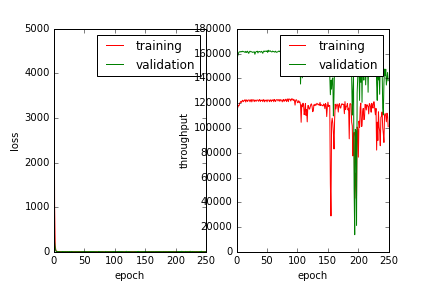 5000
4000
3000
2000
1000
0
loss
0 50 100 150 200 250
epoch
training
validation
180000
160000
140000
120000
100000
80000
60000
40000
20000
0
throughput
0 50 100 150 200 250
epoch
training
validation